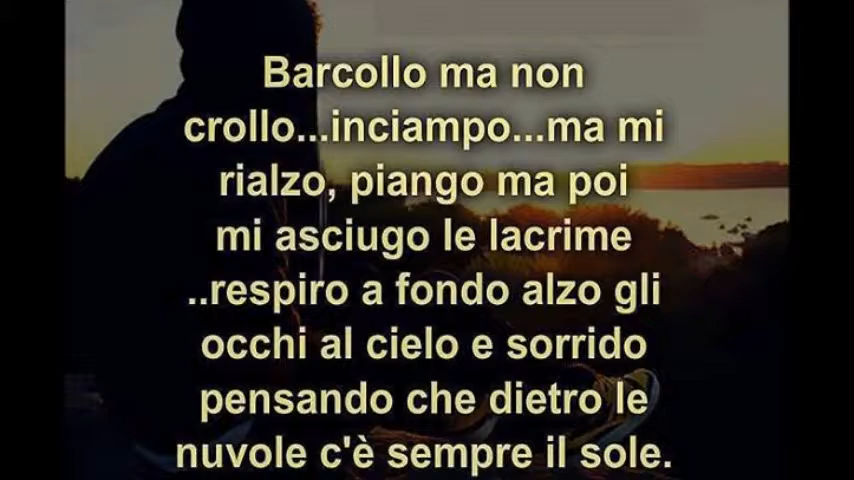 Barcollo ma non
crollo...inciampo...ma mi
rialzo, piango ma poi
mi asciugo le lacrime
..respiro a fondo alzo gli
occhi al cielo e sorrido
pensando che dietro le
nuvole c'è sempre il sole.